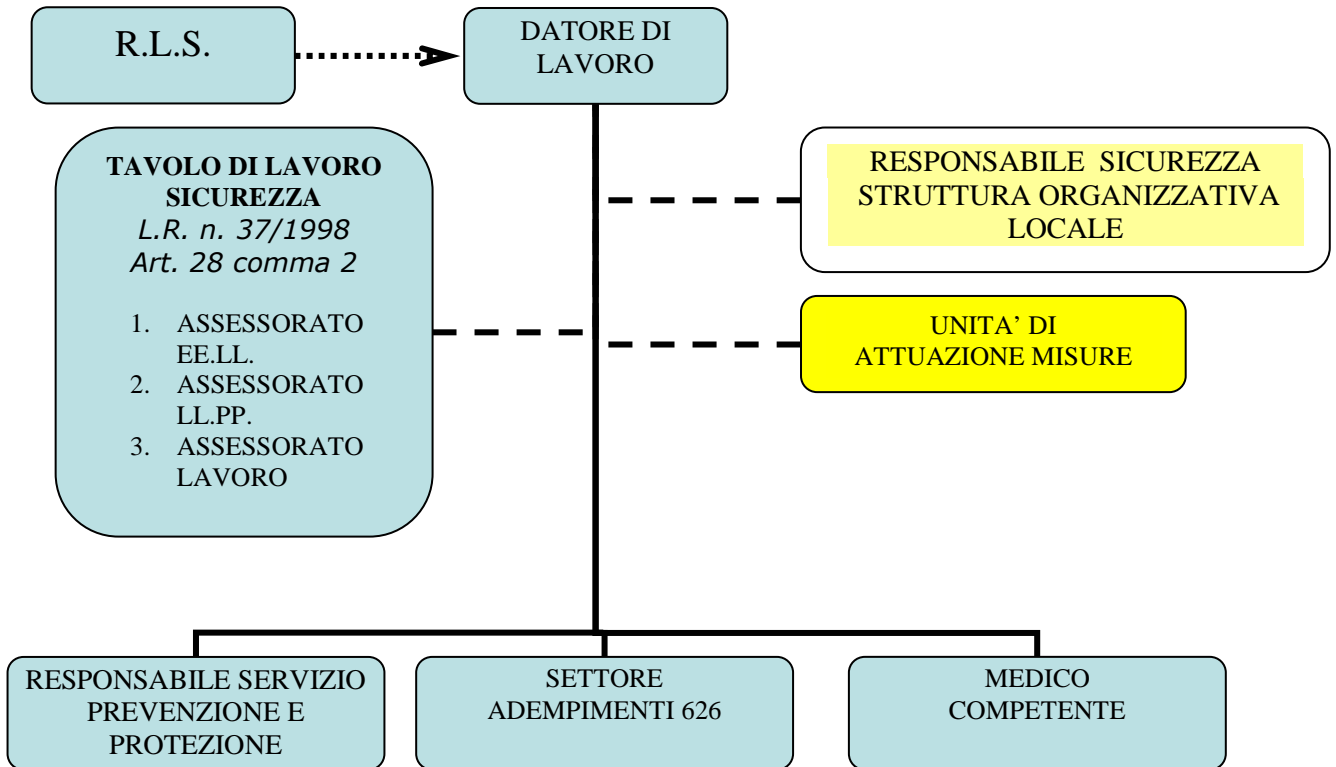 R.L.S.
DATORE DI
LAVORO
TAVOLO DI LAVORO
SICUREZZA
L.R. n. 37/1998
Art. 28 comma 2
1. ASSESSORATO
EE.LL.
2. ASSESSORATO
LL.PP.
3. ASSESSORATO
LAVORO
RESPONSABILE SICUREZZA
STRUTTURA ORGANIZZATIVA
LOCALE
UNITA’ DI
ATTUAZIONE MISURE
RESPONSABILE SERVIZIO
PREVENZIONE E
PROTEZIONE
SETTORE
ADEMPIMENTI 626
MEDICO
COMPETENTE